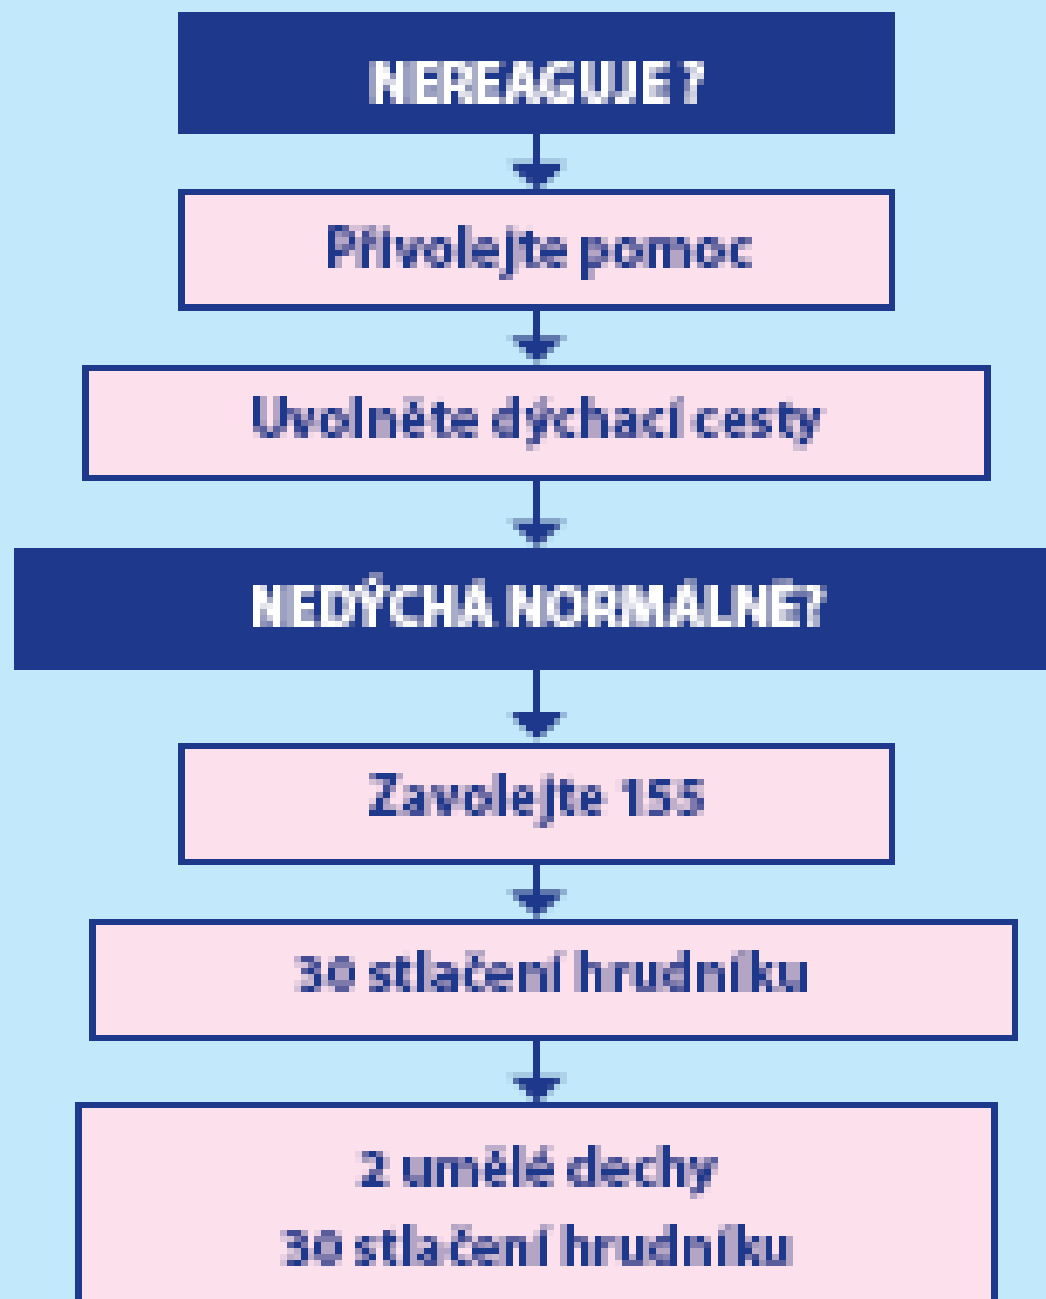 NEREAGUJE ?
Přivolejte pomoc
Uvolněte dýchací cesty
NEDÝCHÁ NORMÁLNĚ?
Zavolejte 155
30 stlačení hrudníku
2 umělé dechy
30 stlačení hrudníku